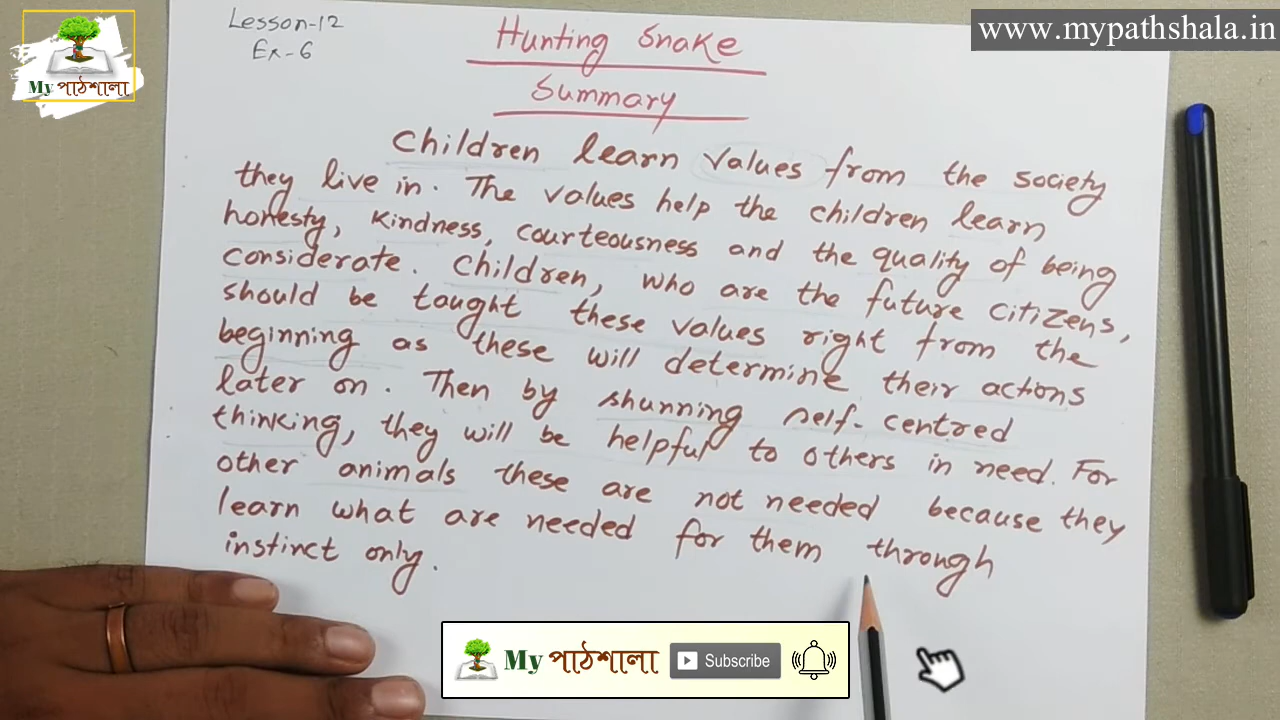 Lesson-12
Ex-6
Hunting Snake
Summary
www.mypathshala.in
My পাঠশালা
Children learn values from the society
they live in. The values help the children learn
honesty, kindness, courteousness and the quality of being
considerate. Children, who are the future citizens,
should be taught these values right from the
beginning as these will determine their actions
later on. Then by shunning self-centred
thinking, they will be helpful to others in need. For
other animals these are not needed because they
learn what are needed for them through
instinct only.
My পাঠশালা Subscribe